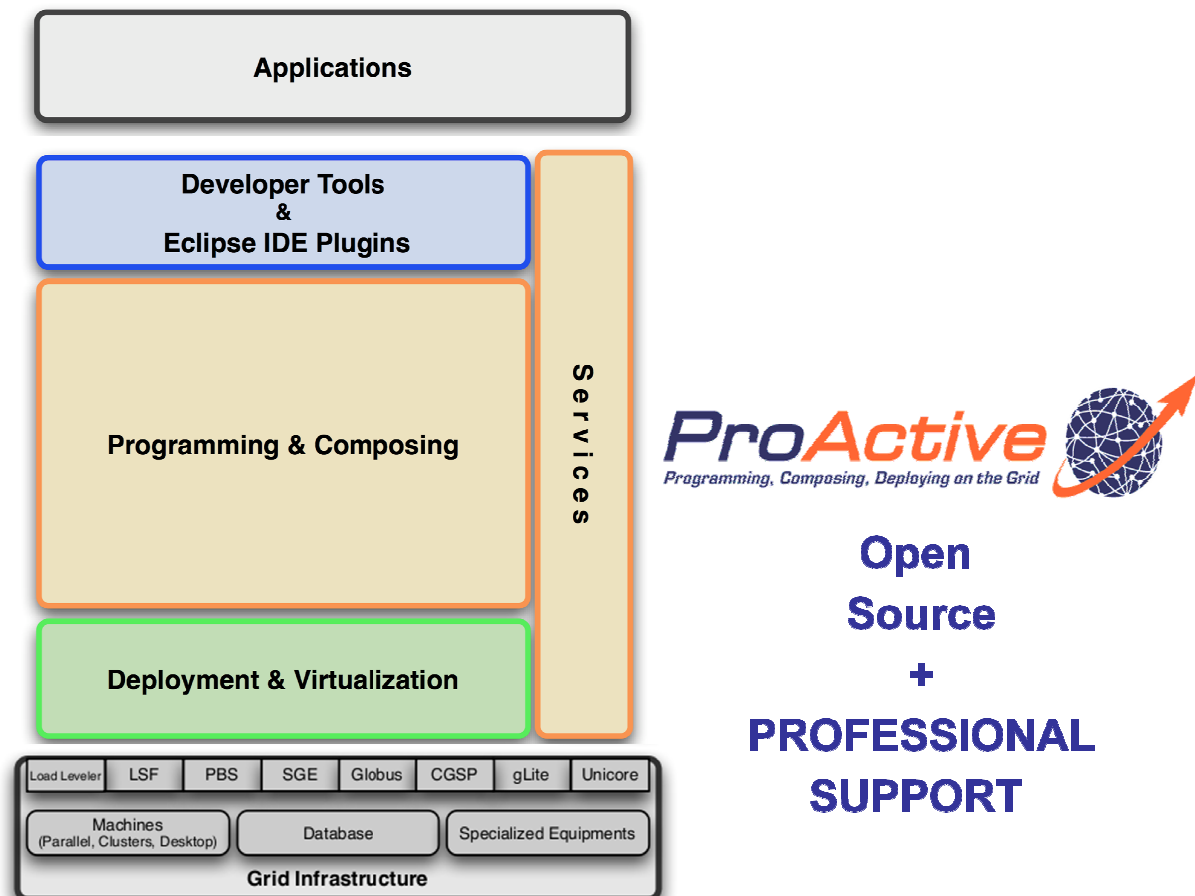 Applications
Developer Tools
&
Eclipse IDE Plugins
Programming & Composing
Services
Deployment & Virtualization
Load Leveler
LSF
PBS
SGE
Globus
CGSP
gLite
Unicore
Machines
(Parallel, Clusters, Desktop)
Database
Specialized Equipments
Grid Infrastructure
ProActive
Programming, Composing, Deploying on the Grid
Open
Source
+
PROFESSIONAL
SUPPORT